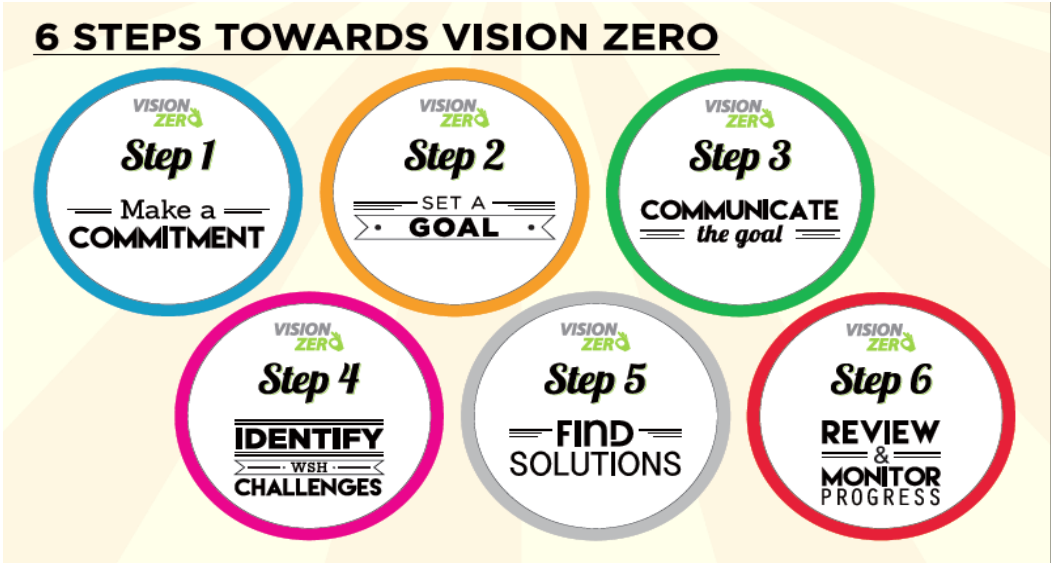 6 STEPS TOWARDS VISION ZERO
VISION
ZERO
Step 1
Make a
COMMITMENT
VISION
ZERO
Step 2
SET A
GOAL
VISION
ZERO
Step 3
COMMUNICATE
the goal
VISION
ZERO
Step 4
IDENTIFY
WSH
CHALLENGES
VISION
ZERO
Step 5
FIND
SOLUTIONS
VISION
ZERO
Step 6
REVIEW
&
MONITOR
PROGRESS